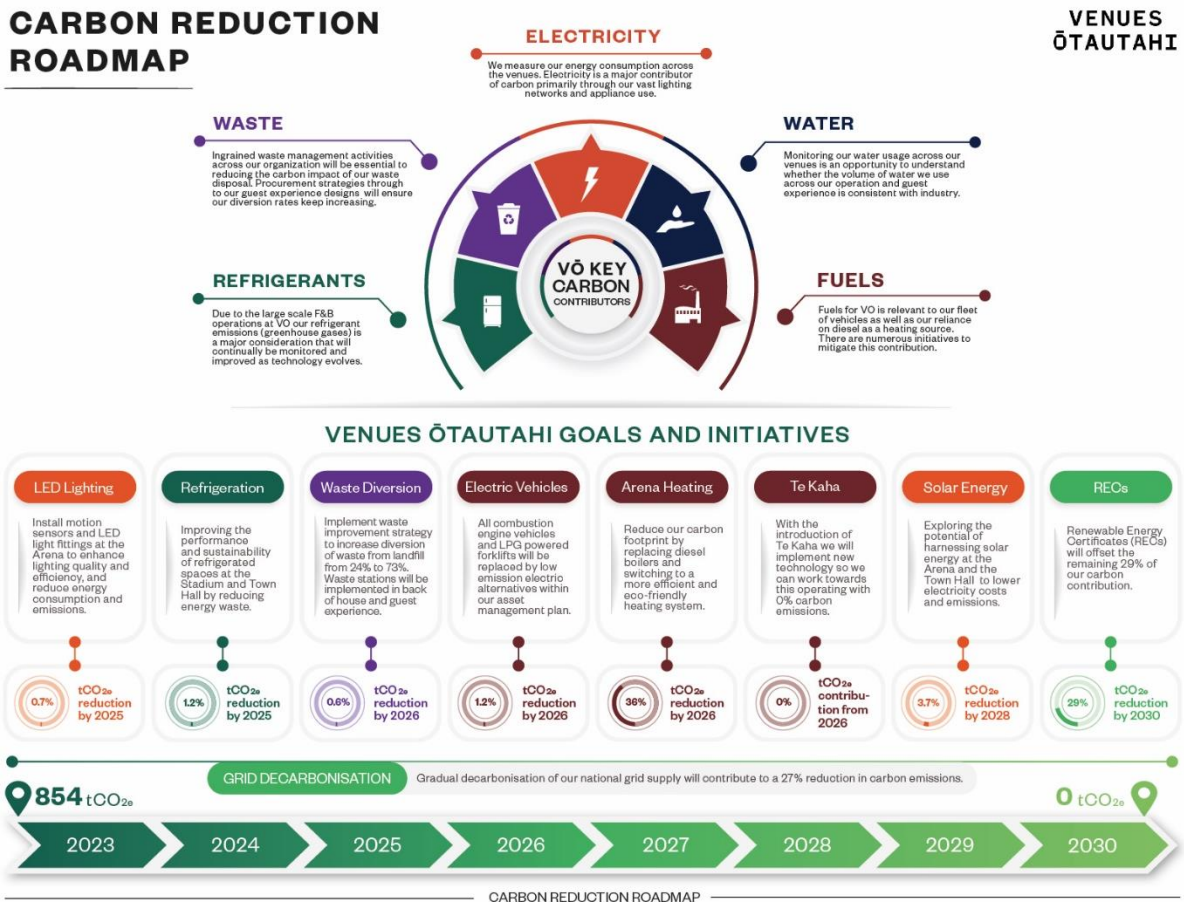 CARBON REDUCTION
ROADMAP
VENUES
ŌTAUTAHI
ELECTRICITY
We measure our energy consumption across
the venues. Electricity is a major contributor
of carbon primarily through our vast lighting
networks and appliance use.
WASTE
Ingrained waste management activities
across our organization will be essential to
reducing the carbon impact of our waste
disposal. Procurement strategies through
to our guest experience designs will ensure
our diversion rates keep increasing.
WATER
Monitoring our water usage across our
venues is an opportunity to understand
whether the volume of water we use
across our operation and guest
experience is consistent with industry.
REFRIGERANTS
Due to the large scale F&B
operations at VO our refrigerant
emissions (greenhouse gases) is
a major consideration that will
continually be monitored and
improved as technology evolves.
VŌ KEY
CARBON
CONTRIBUTORS
FUELS
Fuels for VO is relevant to our fleet
of vehicles as well as our reliance
on diesel as a heating source.
There are numerous initiatives to
mitigate this contribution.
VENUES ŌTAUTAHI GOALS AND INITIATIVES
LED Lighting
Install motion
sensors and LED
light fittings at the
Arena to enhance
lighting quality and
efficiency, and
reduce energy
consumption and
emissions.
0.7%
tCO2e
reduction
by 2025
Refrigeration
Improving the
performance
and sustainability
of refrigerated
spaces at the
Stadium and Town
Hall by reducing
energy waste.
1.2%
tCO2e
reduction
by 2025
Waste Diversion
Implement waste
improvement strategy
to increase diversion
of waste from landfill
from 24% to 73%.
Waste stations will be
implemented in back
of house and guest
experience.
0.6%
tCO2e
reduction
by 2026
Electric Vehicles
All combustion
engine vehicles
and LPG powered
forklifts will be
replaced by low
emission electric
alternatives within
our asset
management plan.
1.2%
tCO2e
reduction
by 2026
Arena Heating
Reduce our carbon
footprint by
replacing diesel
boilers and
switching to a
more efficient and
eco-friendly
heating system.
36%
tCO2e
reduction
by 2026
Te Kaha
With the
introduction of
Te Kaha we will
implement new
technology so we
can work towards
this operating with
0% carbon
emissions.
0%
tCO2e
contribu-
tion from
2026
Solar Energy
Exploring the
potential of
harnessing solar
energy at the
Arena and the
Town Hall to lower
electricity costs
and emissions.
3.7%
tCO2e
reduction
by 2028
RECs
Renewable Energy
Certificates (RECs)
will offset the
remaining 29% of
our carbon
contribution.
29%
tCO2e
reduction
by 2030
GRID DECARBONISATION
Gradual decarbonisation of our national grid supply will contribute to a 27% reduction in carbon emissions.
854 tCO2e
0 tCO2e
2023
2024
2025
2026
2027
2028
2029
2030
CARBON REDUCTION ROADMAP